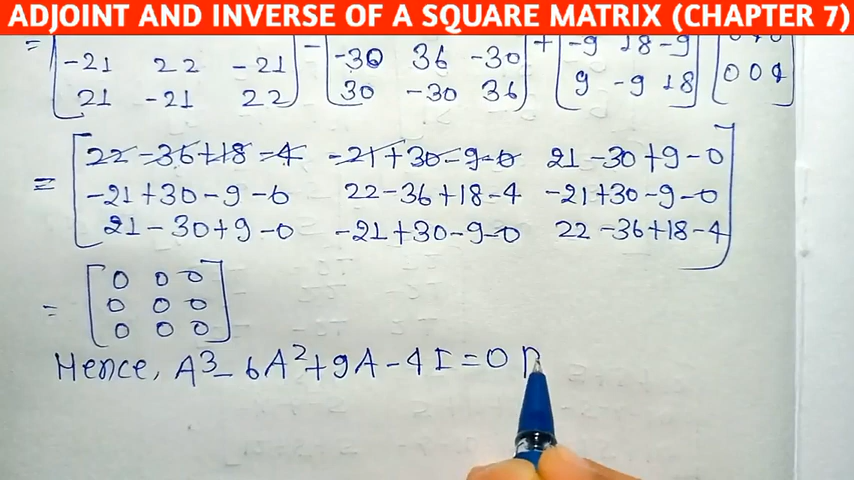 ADJOINT AND INVERSE OF A SQUARE MATRIX (CHAPTER 7)
= -21 22 -21 - -30 36 -30 + -9 18 -9
21 -21 22 30 -30 36 9 -9 18 0 0 4
= 22-36+18-4 -21+30-9-0 21-30+9-0
-21+30-9-0 22-36+18-4 -21+30-9-0
21-30+9-0 -21+30-9-0 22-36+18-4
= 0 0 0
0 0 0
0 0 0
Hence, A³-6A²+9A-4I=0